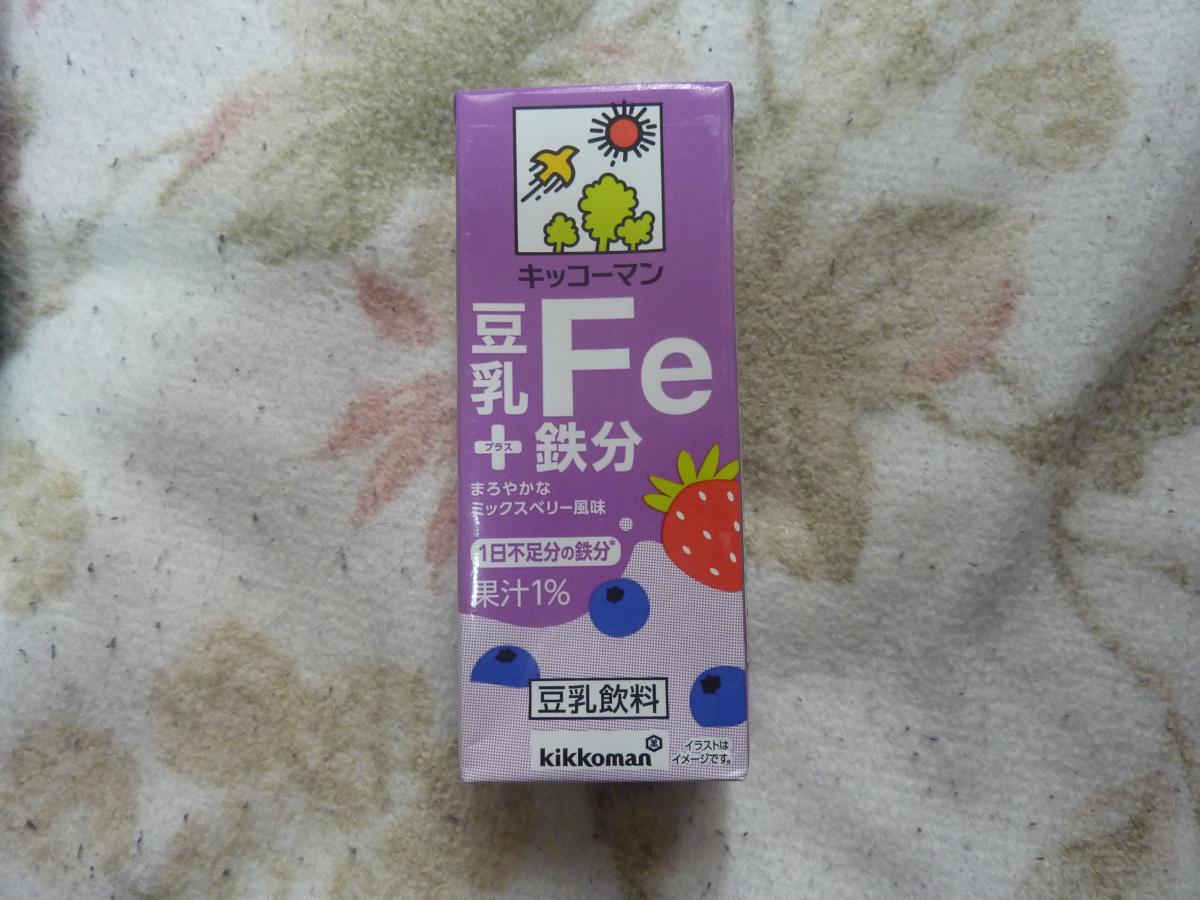 キッコーマン
豆乳 Fe
プラス 鉄分
まろやかな
ミックスベリー風味
1日不足分の鉄分*
果汁1%
豆乳飲料
kikkoman
イラストは
イメージです。